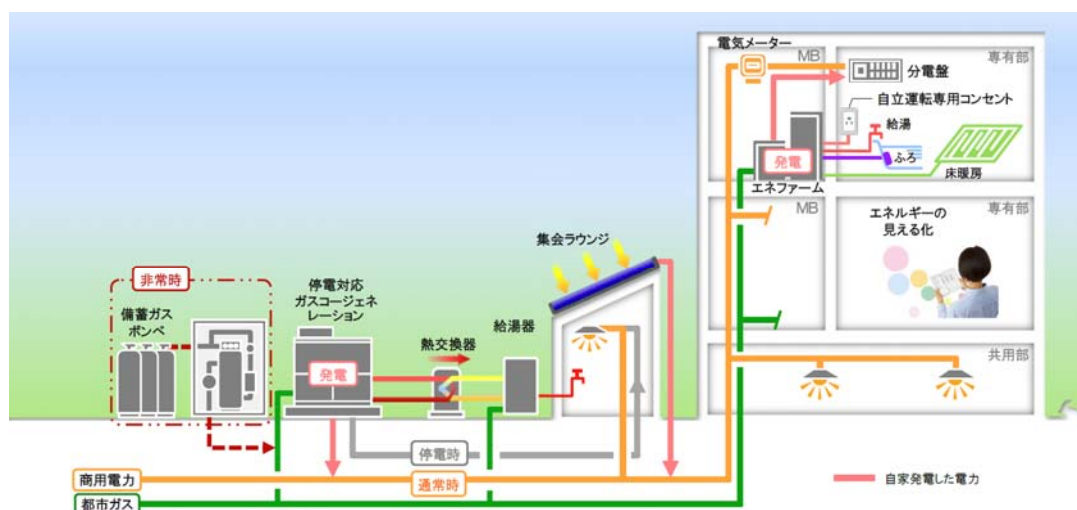 電気メーター
MB
専有部
分電盤
自立運転専用コンセント
給湯
ふろ
床暖房
発電
エネファーム
MB
専有部
エネルギーの
見える化
集会ラウンジ
非常時
備蓄ガス
ボンベ
停電対応
ガスコージェネ
レーション
発電
熱交換器
給湯器
共用部
停電時
商用電力
通常時
自家発電した電力
都市ガス